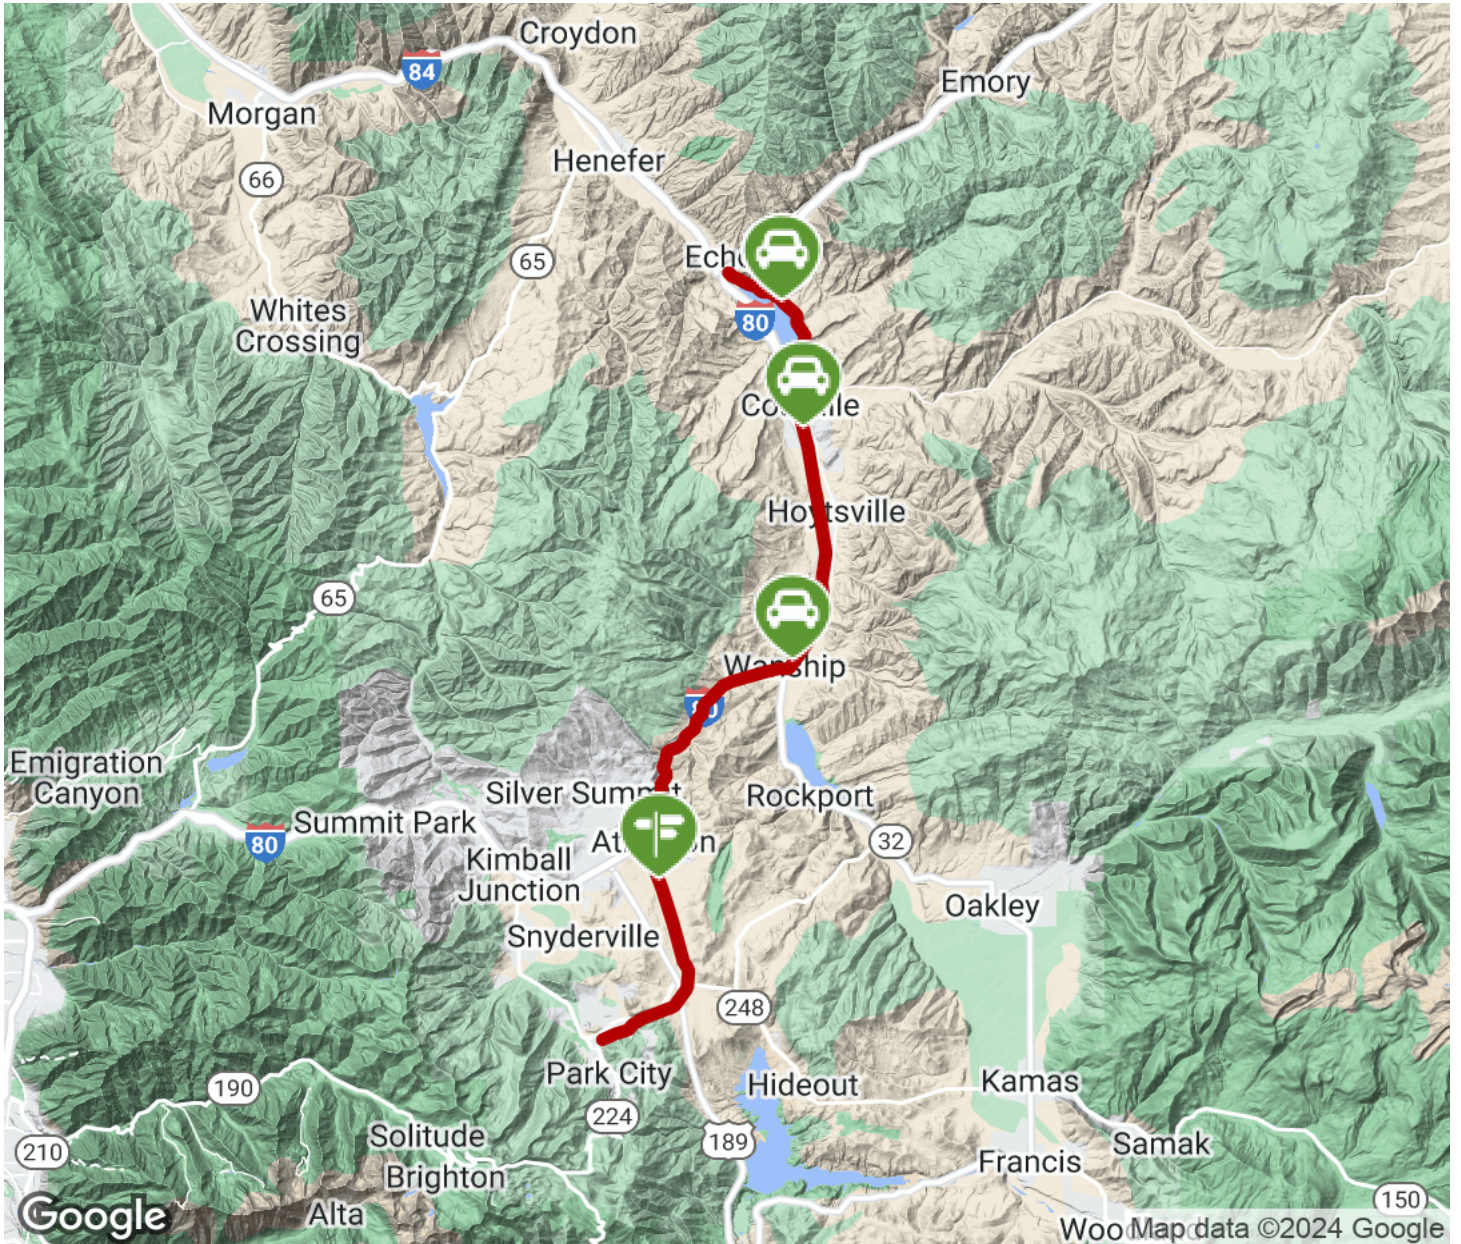 Croydon
84
Emory
Morgan
Henefer
66
65
Whites
Crossing
80
Hoytsville
65
80
Emigration
Canyon
Silver Summit
Rockport
Summit Park
80
32
Kimball
Junction
Oakley
Snyderville
248
Park City
Hideout
Kamas
190
224
189
Solitude
Samak
210
Brighton
Francis
150
Google
Alta
Map data ©2024 Google